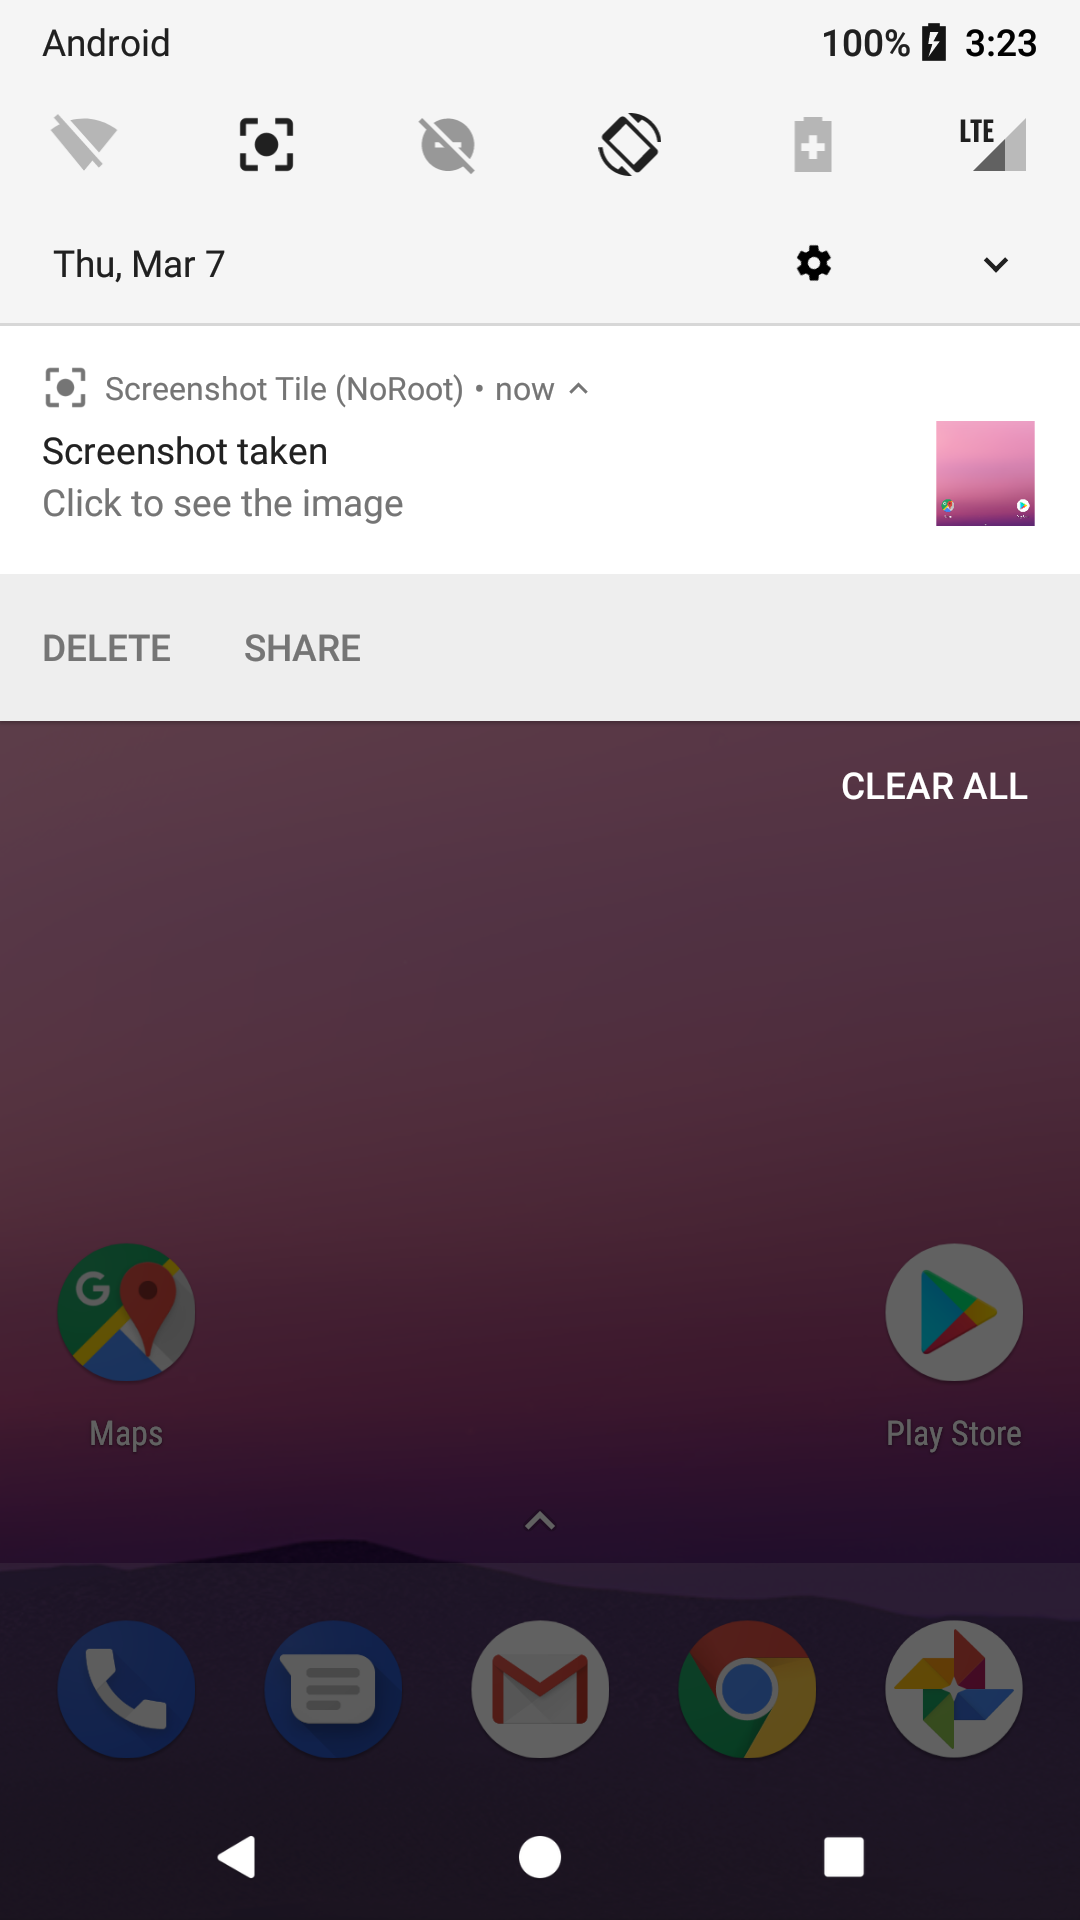 Android 100% 3:23
LTE
Thu, Mar 7
Screenshot Tile (NoRoot) • now
Screenshot taken
Click to see the image
DELETE SHARE
CLEAR ALL
G
Maps Play Store